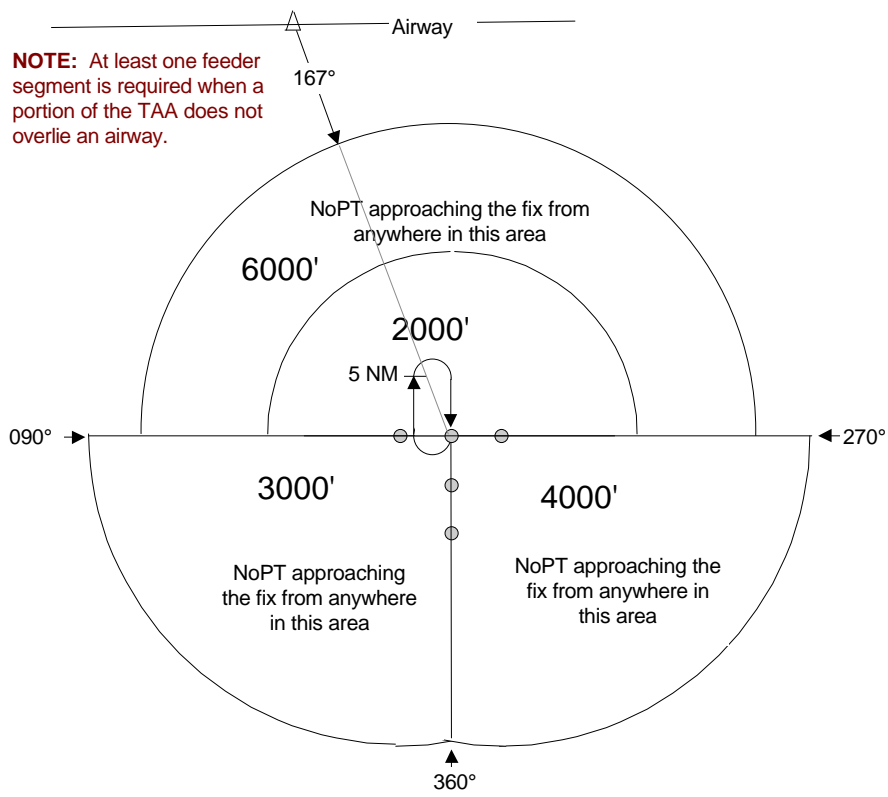 Airway
NOTE: At least one feeder
segment is required when a
portion of the TAA does not
overlie an airway.
167°
NoPT approaching the fix from
anywhere in this area
6000'
2000'
5 NM
090°
270°
3000'
4000'
NoPT approaching
the fix from anywhere
in this area
NoPT approaching the
fix from anywhere in
this area
360°